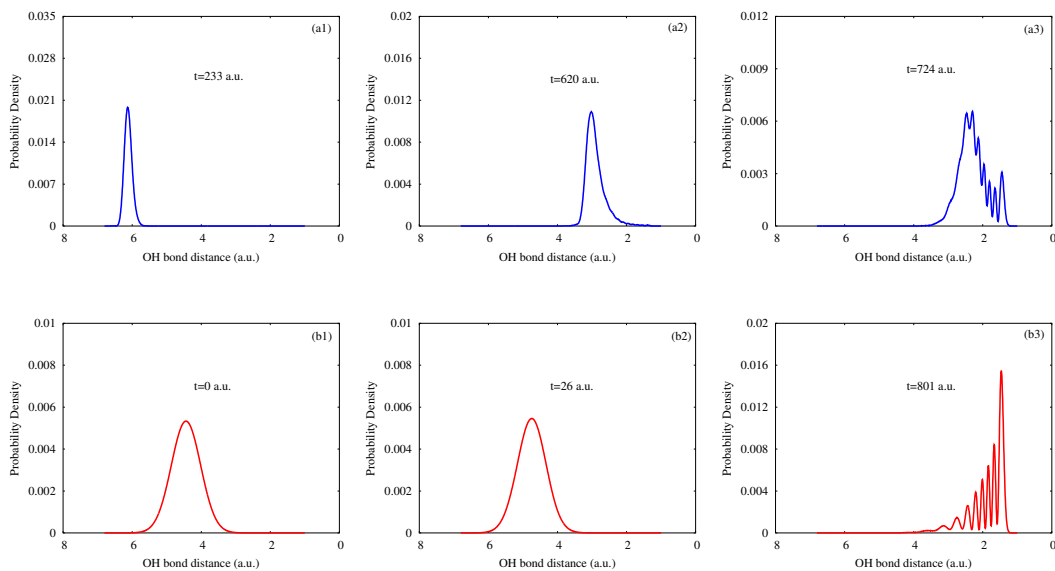 (a1)
t=233 a.u.
Probability Density
0.035
0.028
0.021
0.014
0.007
0
8 6 4 2 0
OH bond distance (a.u.)
(a2)
t=620 a.u.
Probability Density
0.02
0.016
0.012
0.008
0.004
0
8 6 4 2 0
OH bond distance (a.u.)
(a3)
t=724 a.u.
Probability Density
0.012
0.009
0.006
0.003
0
8 6 4 2 0
OH bond distance (a.u.)
(b1)
t=0 a.u.
Probability Density
0.01
0.008
0.006
0.004
0.002
0
8 6 4 2 0
OH bond distance (a.u.)
(b2)
t=26 a.u.
Probability Density
0.01
0.008
0.006
0.004
0.002
0
8 6 4 2 0
OH bond distance (a.u.)
(b3)
t=801 a.u.
Probability Density
0.02
0.016
0.012
0.008
0.004
0
8 6 4 2 0
OH bond distance (a.u.)